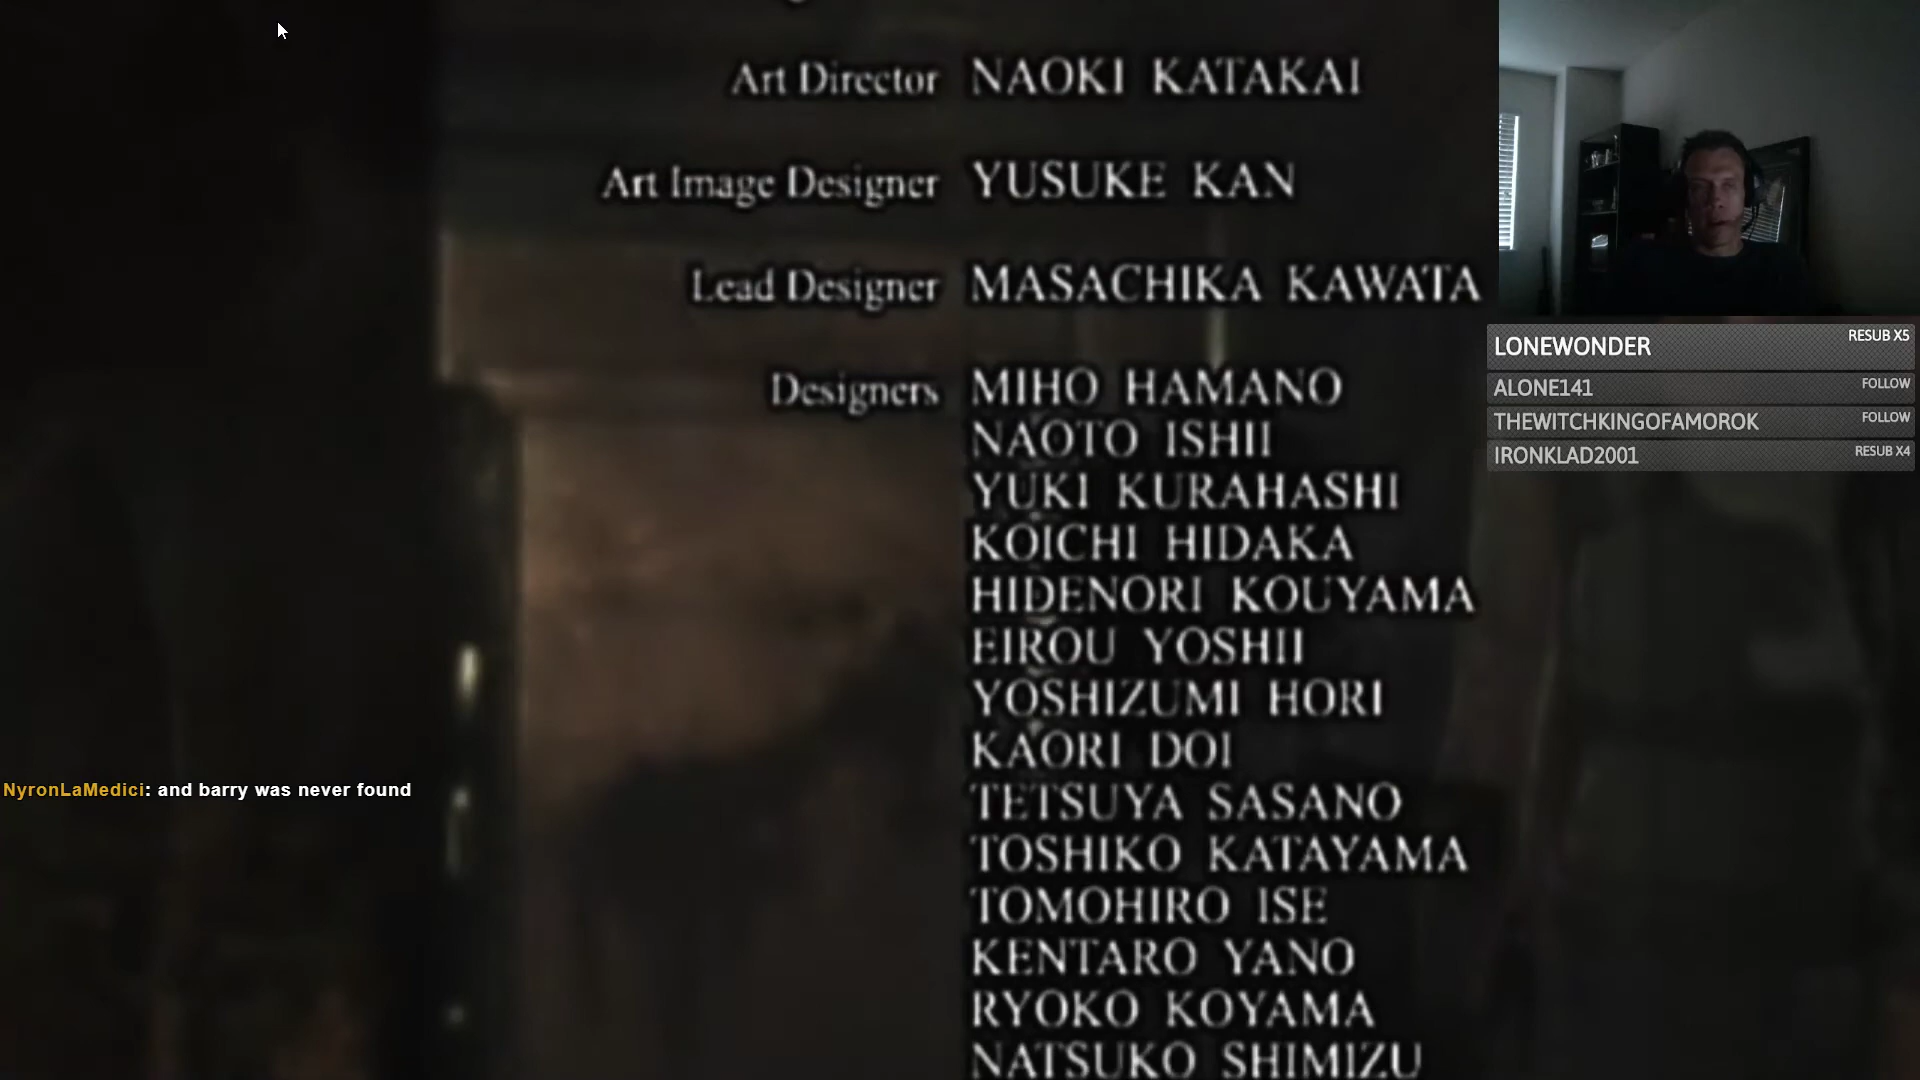 Art Director NAOKI KATAKAI
Art Image Designer YUSUKE KAN
Lead Designer MASACHIKA KAWATA
Designers MIHO HAMANO
NAOTO ISHII
YUKI KURAHASHI
KOICHI HIDAKA
HIDENORI KOUYAMA
EIROU YOSHII
YOSHIZUMI HORI
KAORI DOI
TETSUYA SASANO
TOSHIKO KATAYAMA
TOMOHIRO ISE
KENTARO YANO
RYOKO KOYAMA
NATSUKO SHIMIZU
LONEWONDER RESUB X5
ALONE141 FOLLOW
THEWITCHKINGOFAMOROK FOLLOW
IRONKLAD2001 RESUB X4
NyronLaMedici: and barry was never found